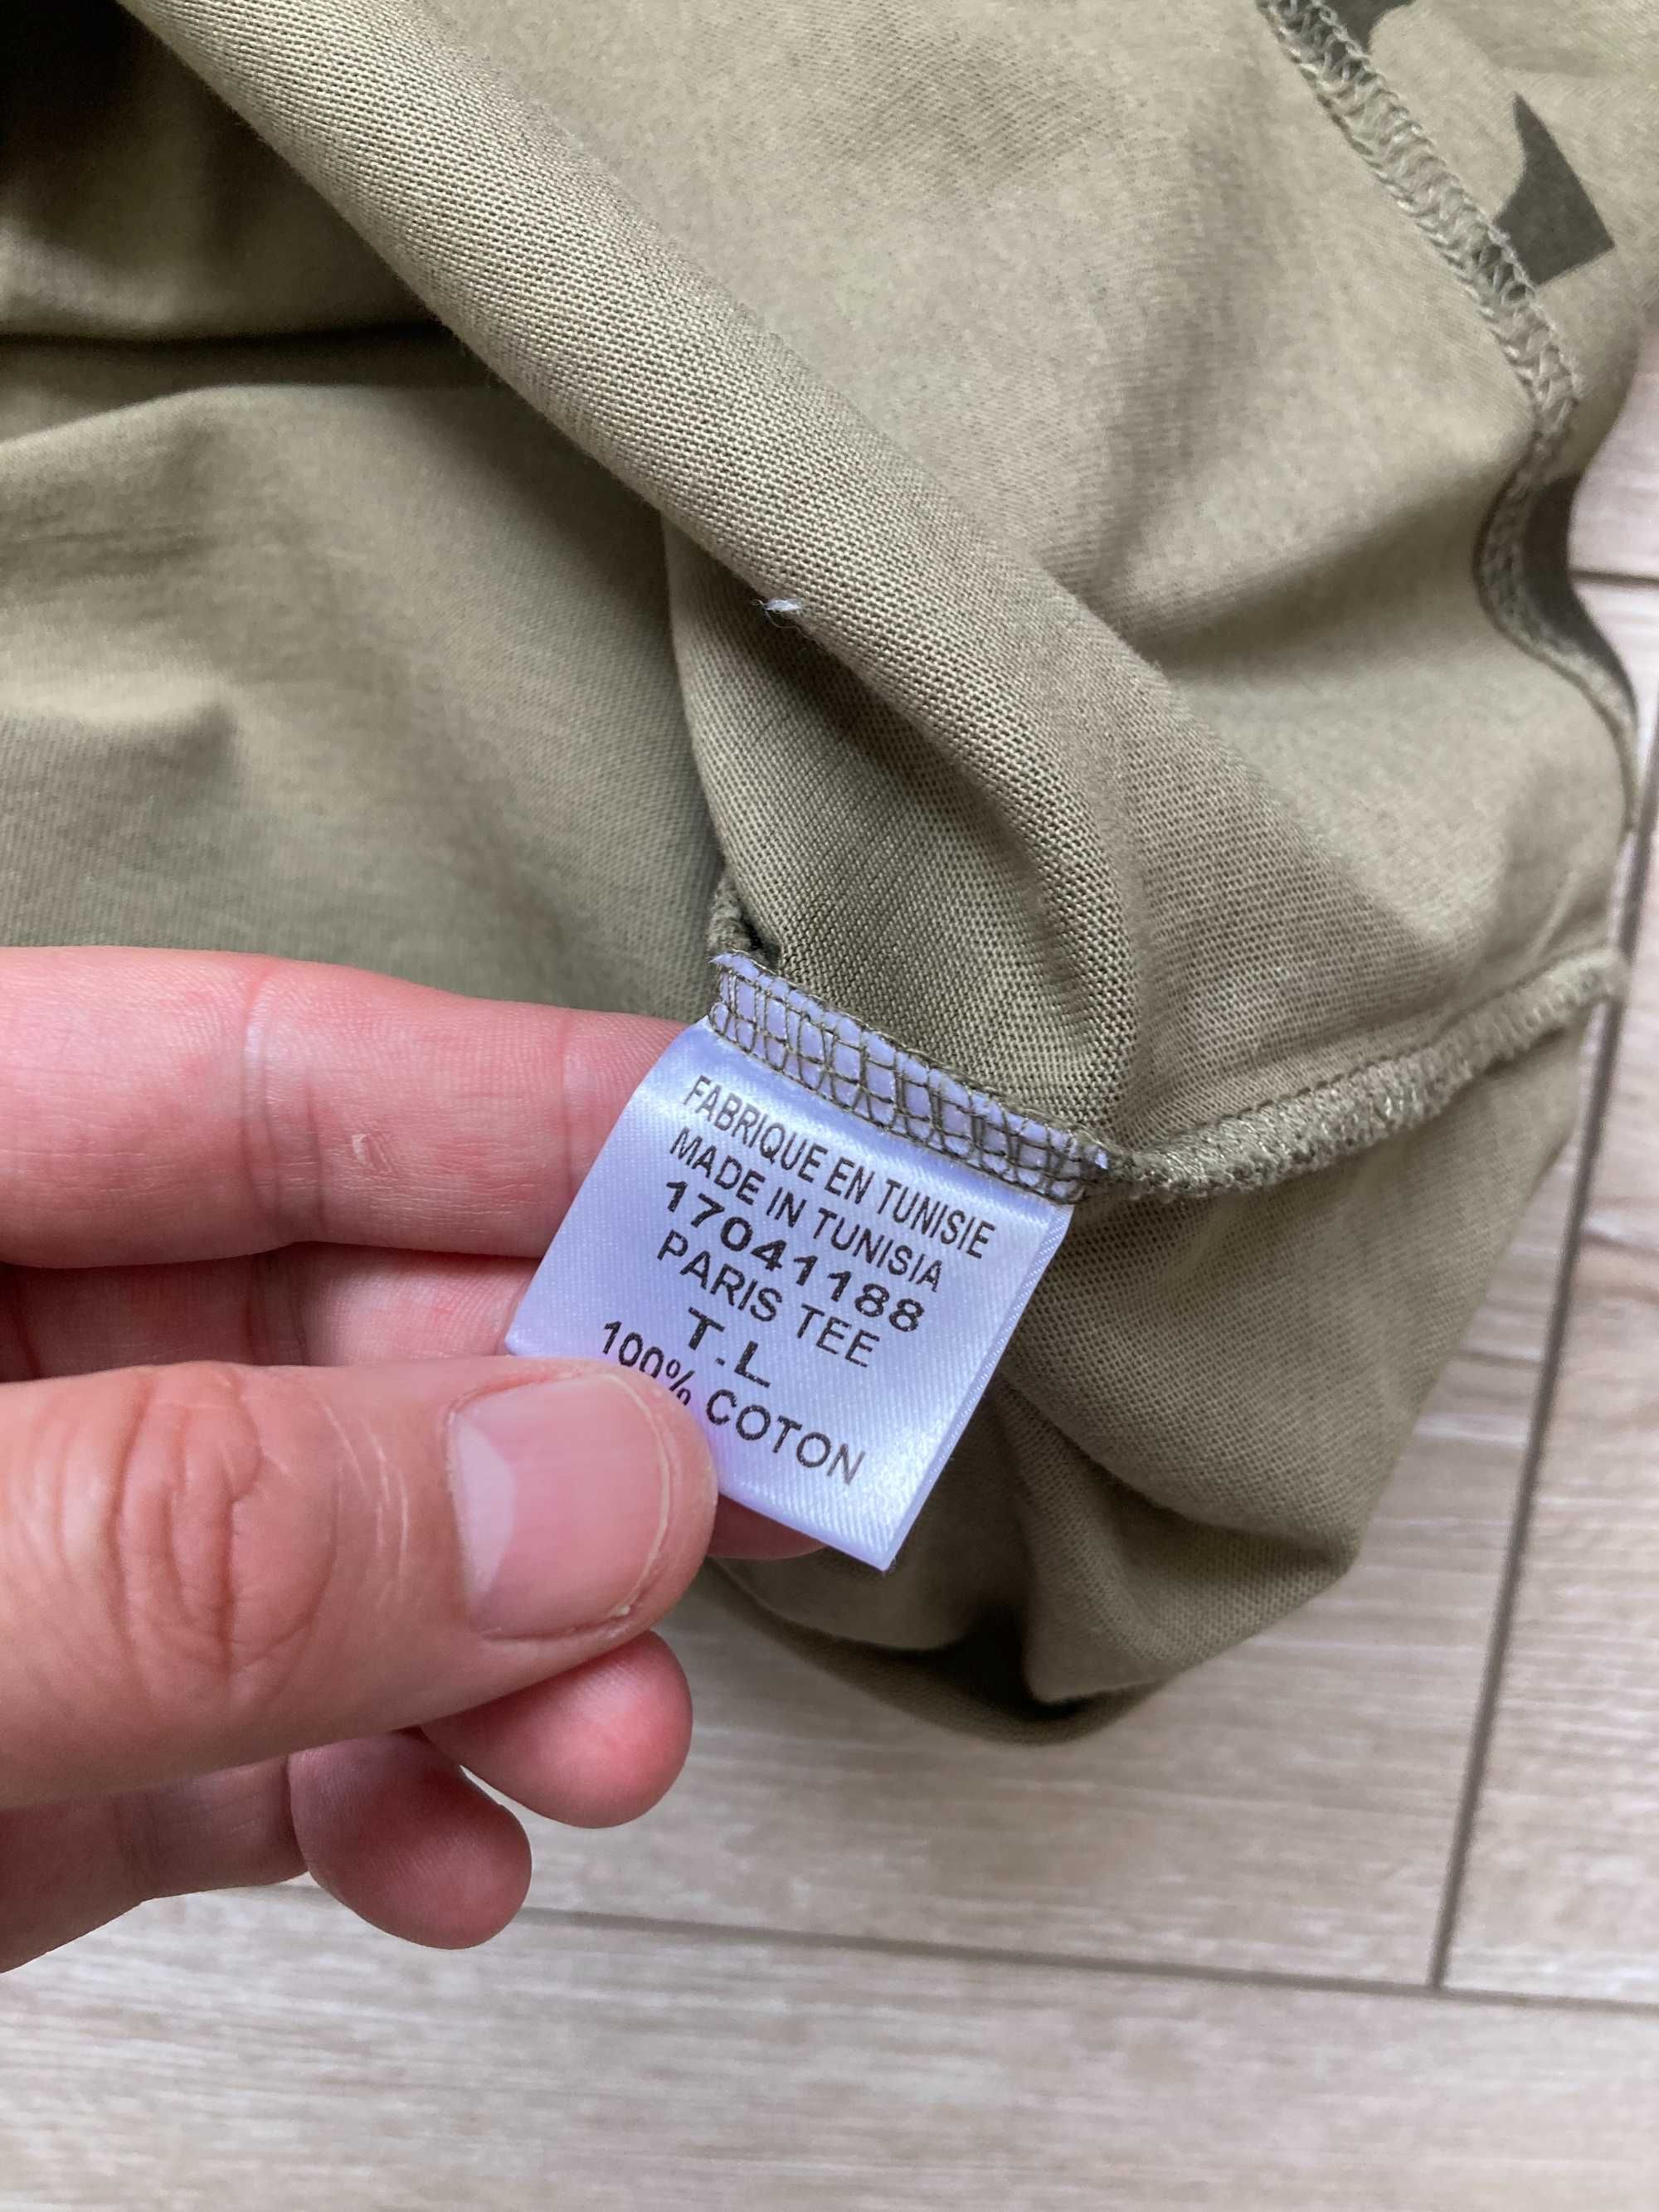 FABRIQUE EN TUNISIE
MADE IN TUNISIA
17041188
PARIS TEE
T.L
100% COTON